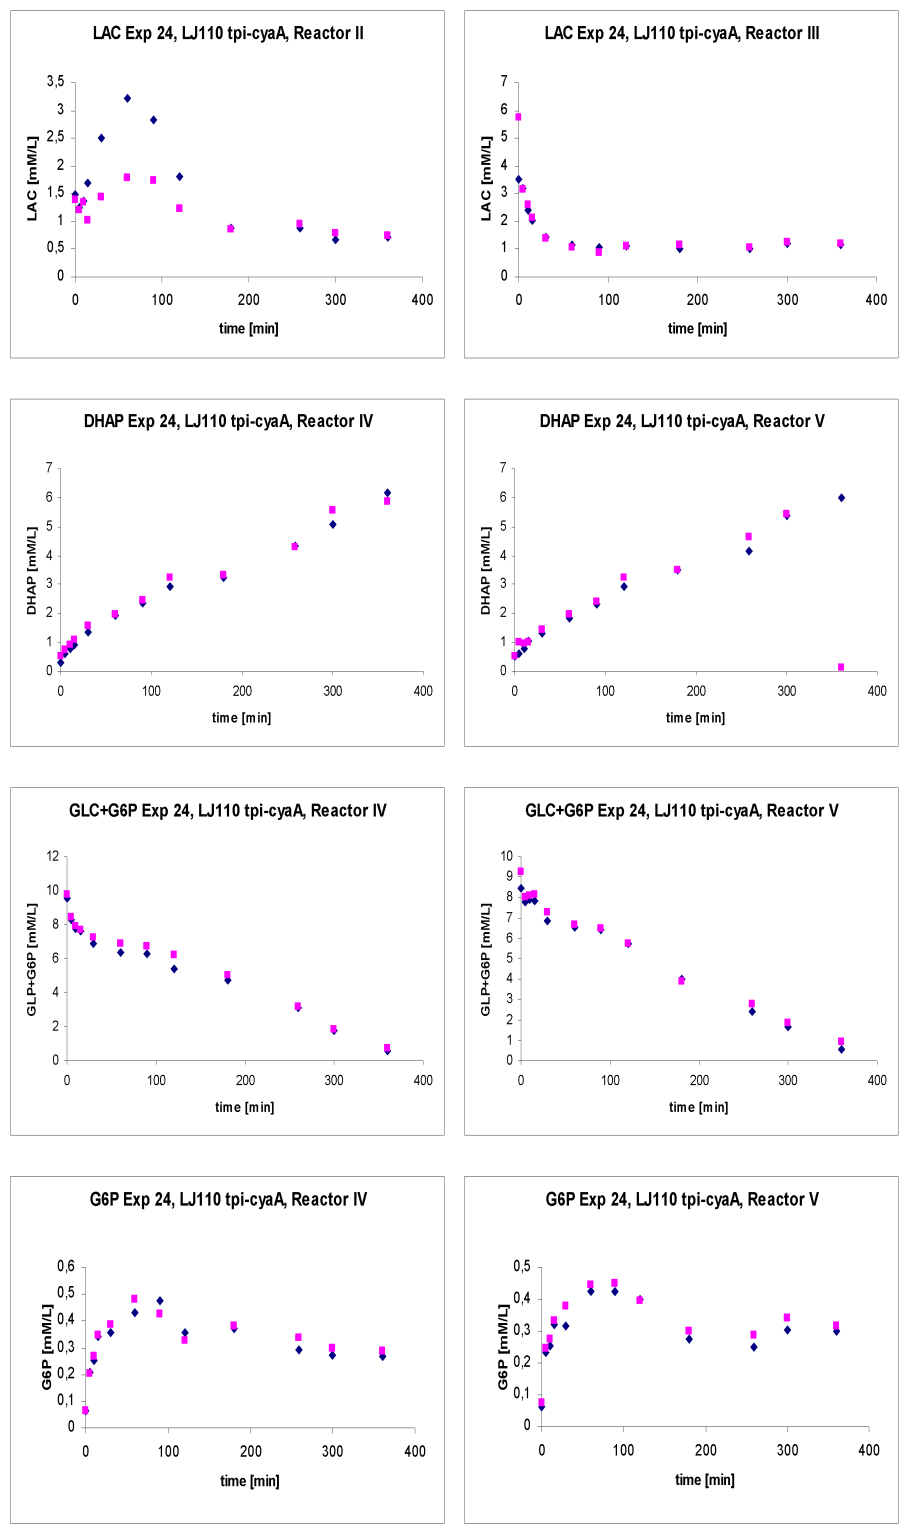 LAC Exp 24, LJ110 tpi-cyaA, Reactor II
3,5
3
2,5
2
1,5
1
0,5
0
LAC [mM/L]
0 100 200 300 400
time [min]
LAC Exp 24, LJ110 tpi-cyaA, Reactor III
7
6
5
4
3
2
1
0
LAC [mM/L]
0 100 200 300 400
time [min]
DHAP Exp 24, LJ110 tpi-cyaA, Reactor IV
7
6
5
4
3
2
1
0
DHAP [mM/L]
0 100 200 300 400
time [min]
DHAP Exp 24, LJ110 tpi-cyaA, Reactor V
7
6
5
4
3
2
1
0
DHAP [mM/L]
0 100 200 300 400
time [min]
GLC+G6P Exp 24, LJ110 tpi-cyaA, Reactor IV
12
10
8
6
4
2
0
GLP+G6P [mM/L]
0 100 200 300 400
time [min]
GLC+G6P Exp 24, LJ110 tpi-cyaA, Reactor V
10
9
8
7
6
5
4
3
2
1
0
GLP+G6P [mM/L]
0 100 200 300 400
time [min]
G6P Exp 24, LJ110 tpi-cyaA, Reactor IV
0,6
0,5
0,4
0,3
0,2
0,1
0
G6P [mM/L]
0 100 200 300 400
time [min]
G6P Exp 24, LJ110 tpi-cyaA, Reactor V
0,5
0,4
0,3
0,2
0,1
0
G6P [mM/L]
0 100 200 300 400
time [min]